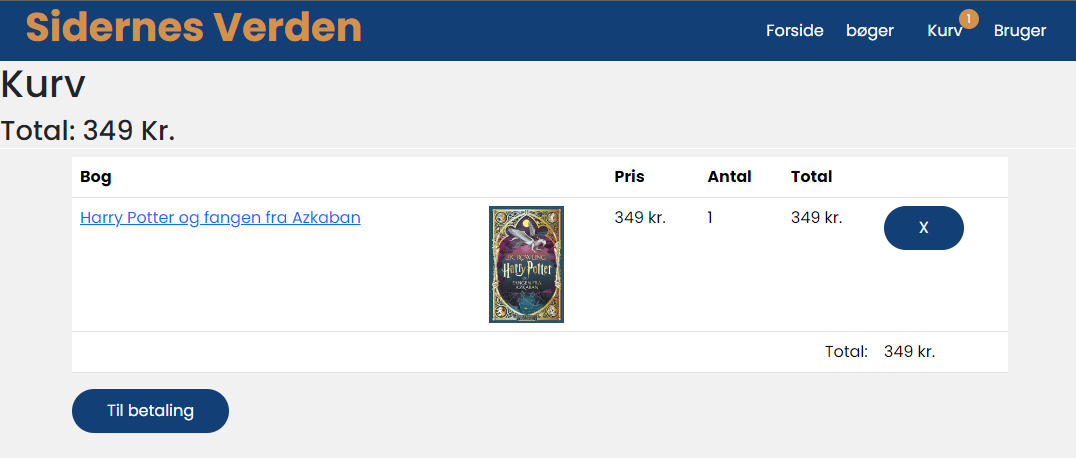 Sidernes Verden
Forside bøger Kurv 1 Bruger
Kurv
Total: 349 Kr.
Bog Pris Antal Total
Harry Potter og fangen fra Azkaban 349 kr. 1 349 kr. X
J.K. ROWLING
Harry Potter
FANGEN FRA
AZKABAN
Total: 349 kr.
Til betaling